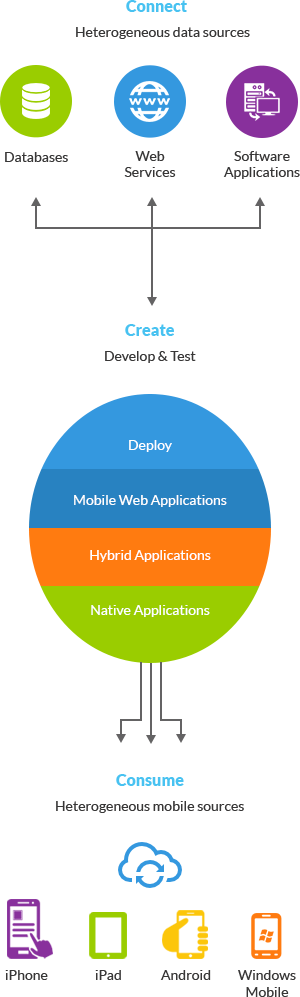 Connect
Heterogeneous data sources
WWW
Databases
Web
Services
Software
Applications
Create
Develop & Test
Deploy
Mobile Web Applications
Hybrid Applications
Native Applications
Consume
Heterogeneous mobile sources
iPhone
iPad
Android
Windows
Mobile